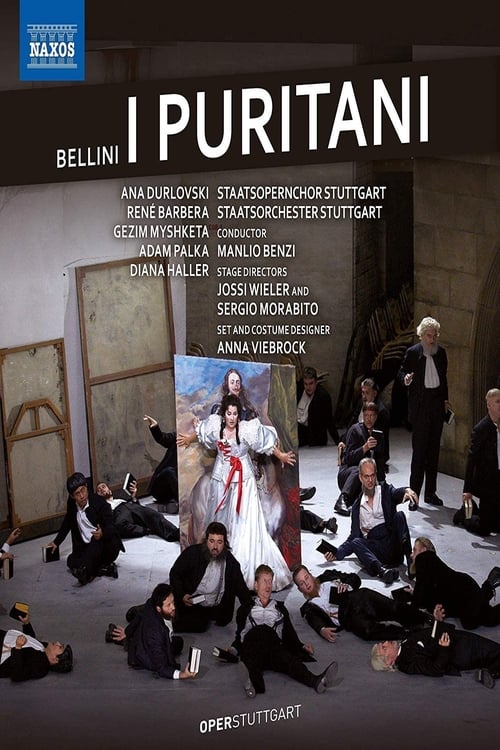 NAXOS
BELLINI I PURITANI
ANA DURLOVSKI STAATSOPERNCHOR STUTTGART
RENÉ BARBERA STAATSORCHESTER STUTTGART
GEZIM MYSHKETA CONDUCTOR
ADAM PALKA MANLIO BENZI
DIANA HALLER STAGE DIRECTORS
JOSSI WIELER AND
SERGIO MORABITO
SET AND COSTUME DESIGNER
ANNA VIEBROCK
OPERSTUTTGART